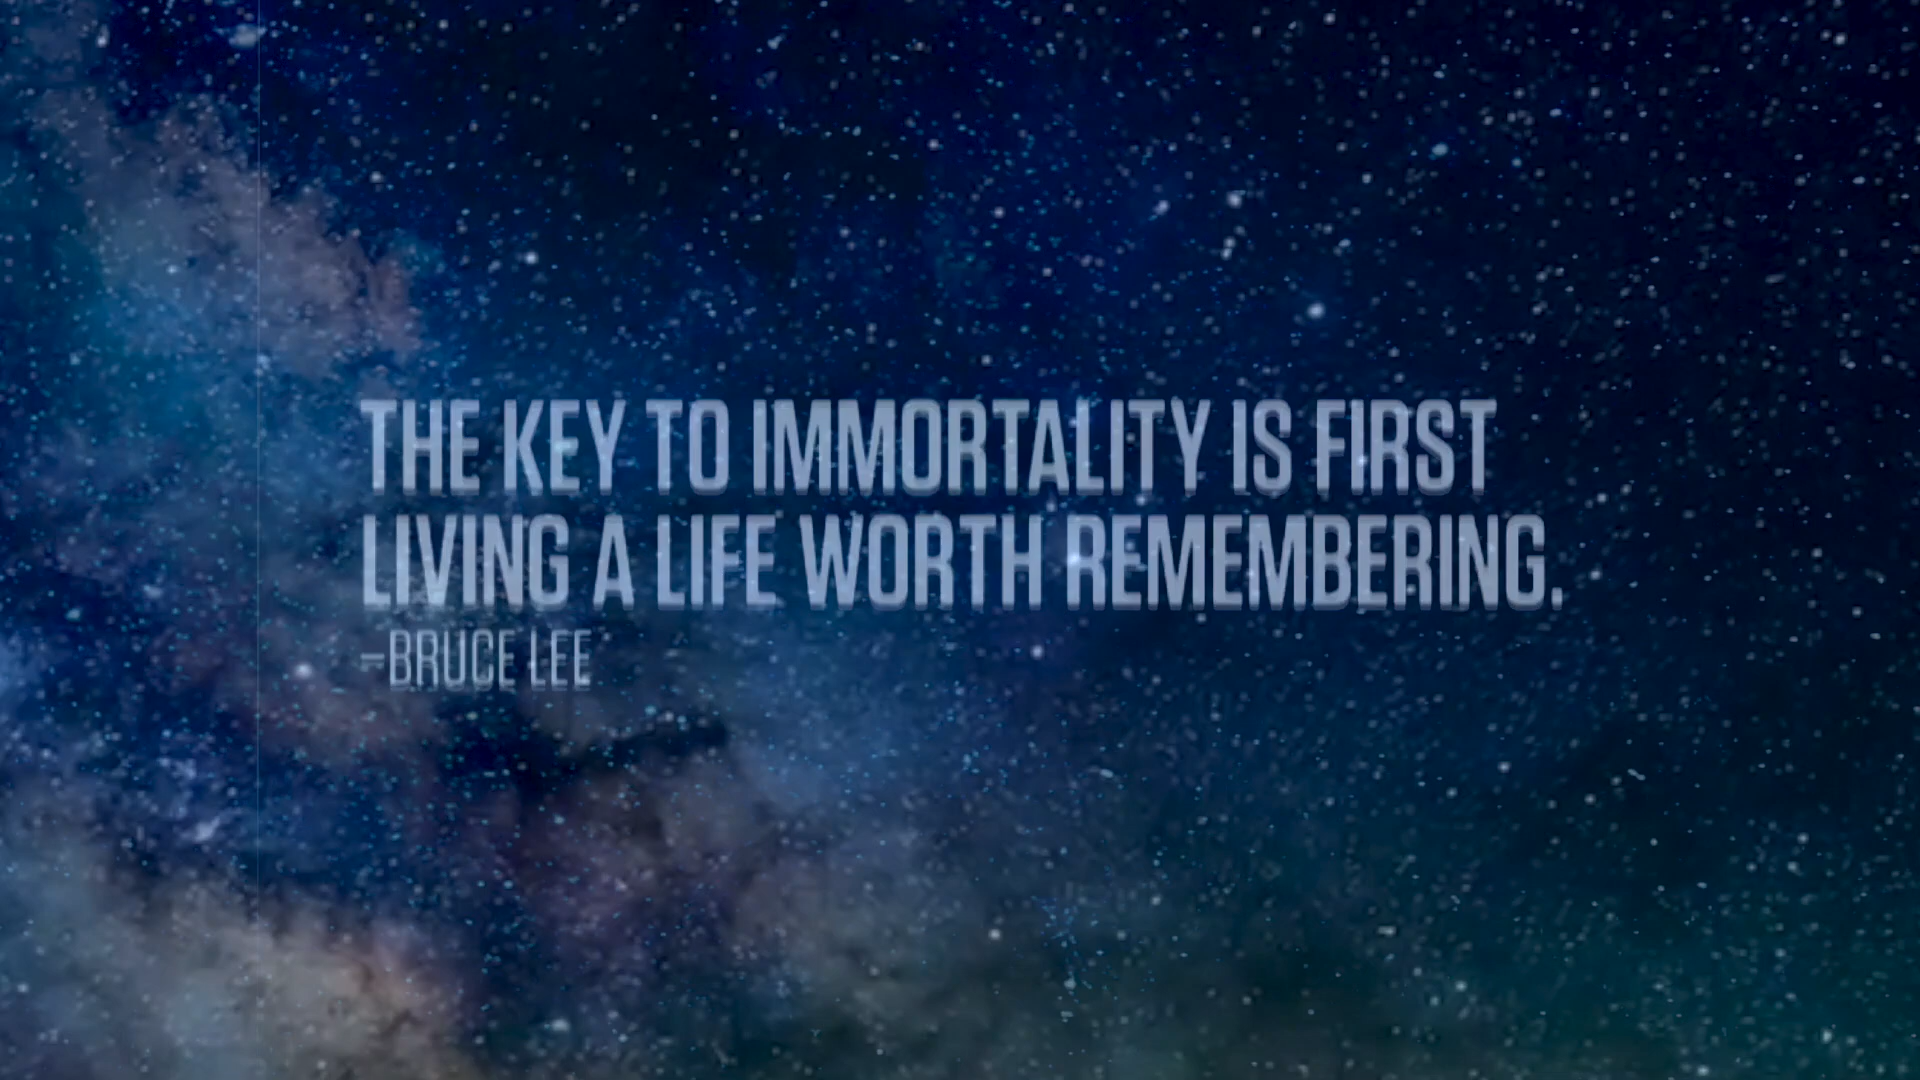 THE KEY TO IMMORTALITY IS FIRST
LIVING A LIFE WORTH REMEMBERING.
–BRUCE LEE